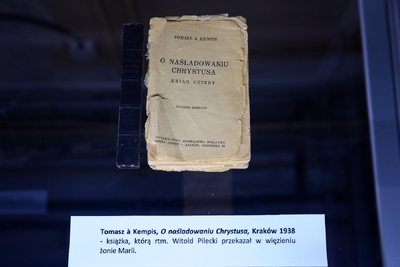 TOMASZ à KEMPIS
O NAŚLADOWANIU
CHRYSTUSA
KSIĄG CZTERY
Tomasz à Kempis, O naśladowaniu Chrystusa, Kraków 1938
- książka, którą rtm. Witold Pilecki przekazał w więzieniu
żonie Marii.